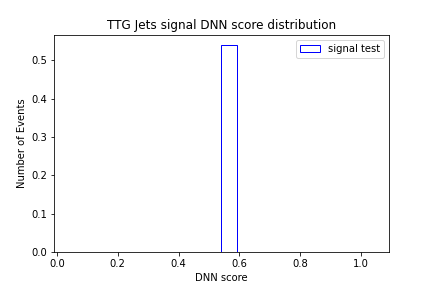 TTG Jets signal DNN score distribution
signal test
Number of Events
0.5
0.4
0.3
0.2
0.1
0.0
0.0 0.2 0.4 0.6 0.8 1.0
DNN score